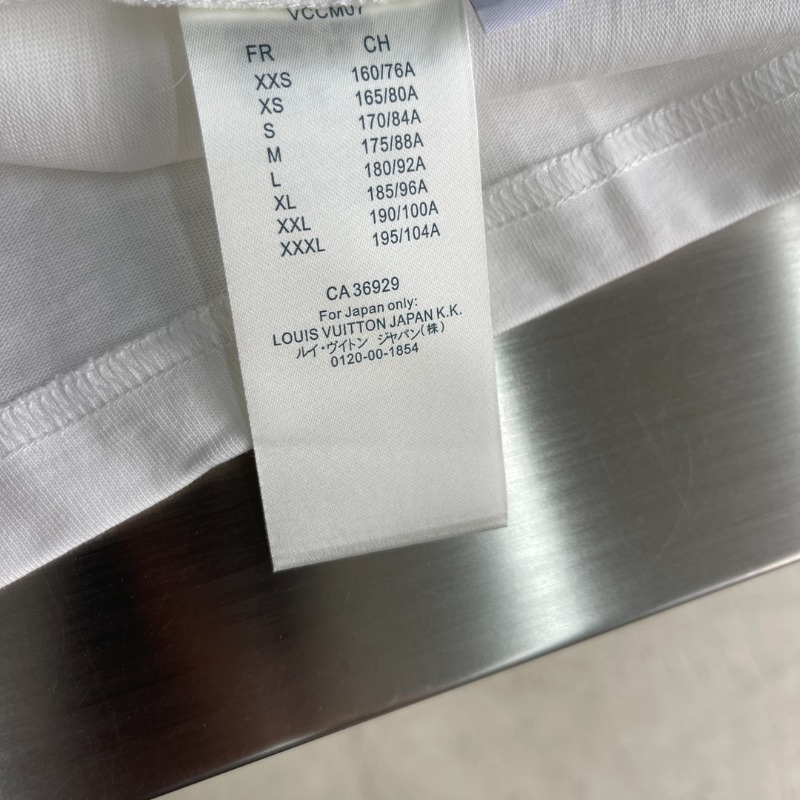 VCCM07
FR CH
XXS 160/76A
XS 165/80A
S 170/84A
M 175/88A
L 180/92A
XL 185/96A
XXL 190/100A
XXXL 195/104A
CA 36929
For Japan only:
LOUIS VUITTON JAPAN K.K.
ルイ・ヴイトン ジャパン(株)
0120-00-1854